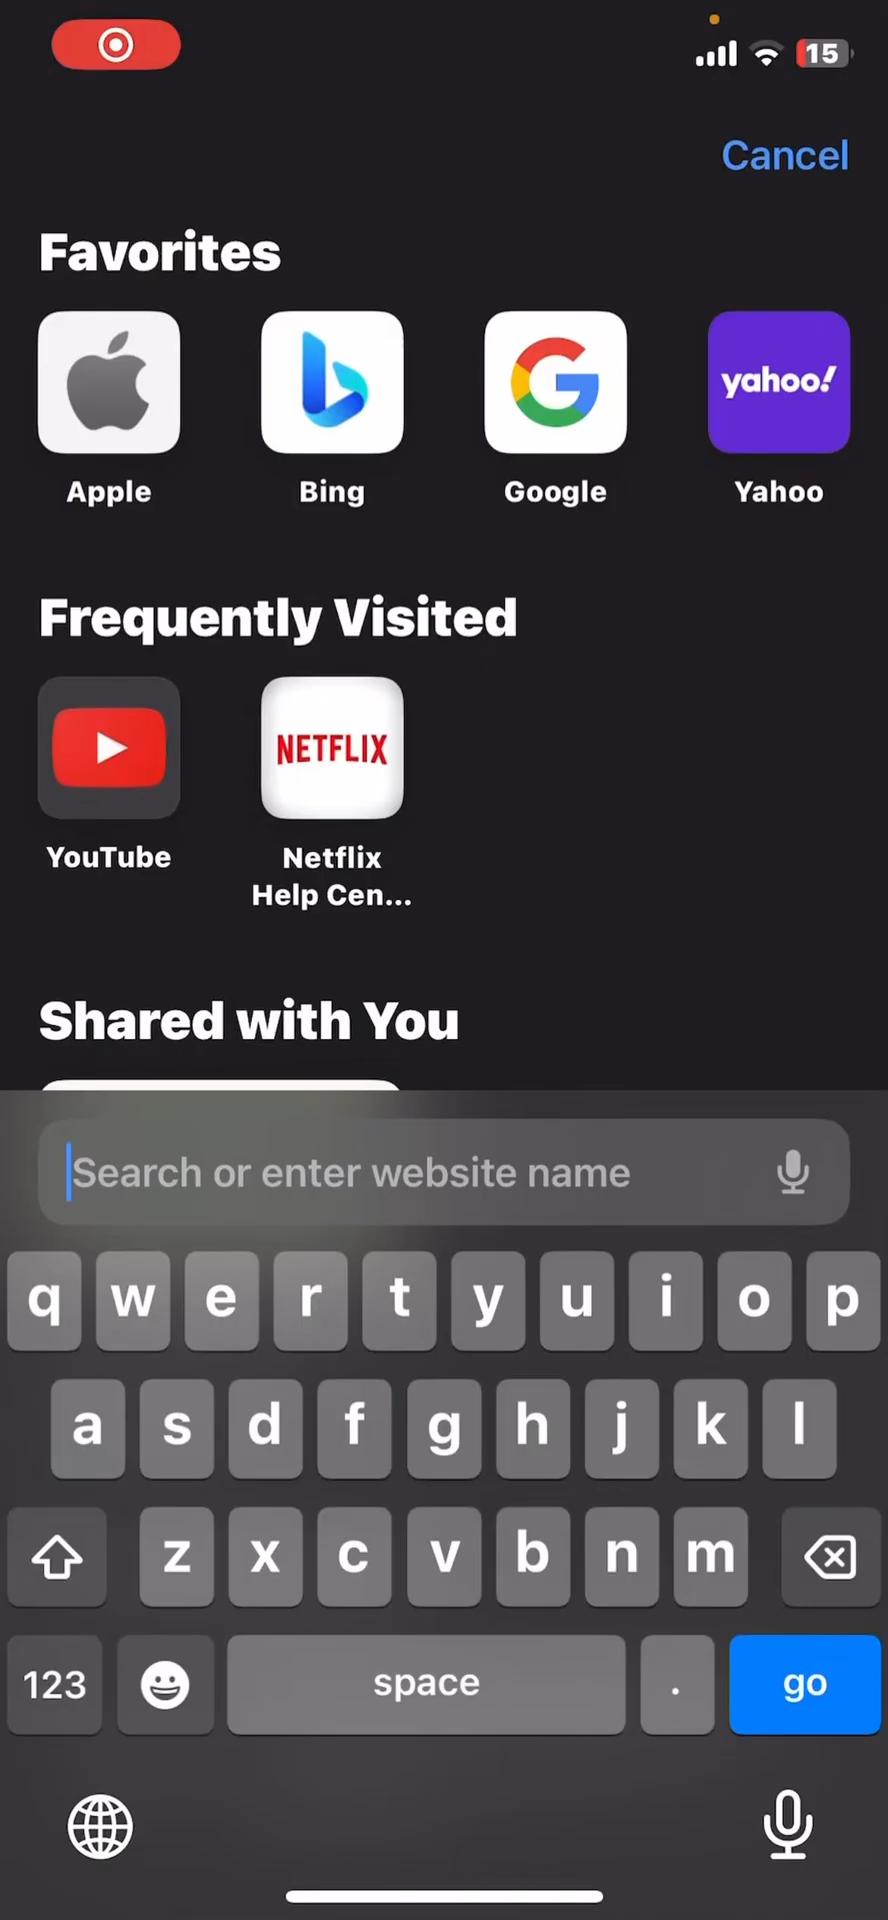 15
Cancel
Favorites
yahoo!
Apple Bing Google Yahoo
Frequently Visited
NETFLIX
YouTube Netflix
Help Cen...
Shared with You
Search or enter website name
q w e r t y u i o p
a s d f g h j k l
z x c v b n m
123 space . go